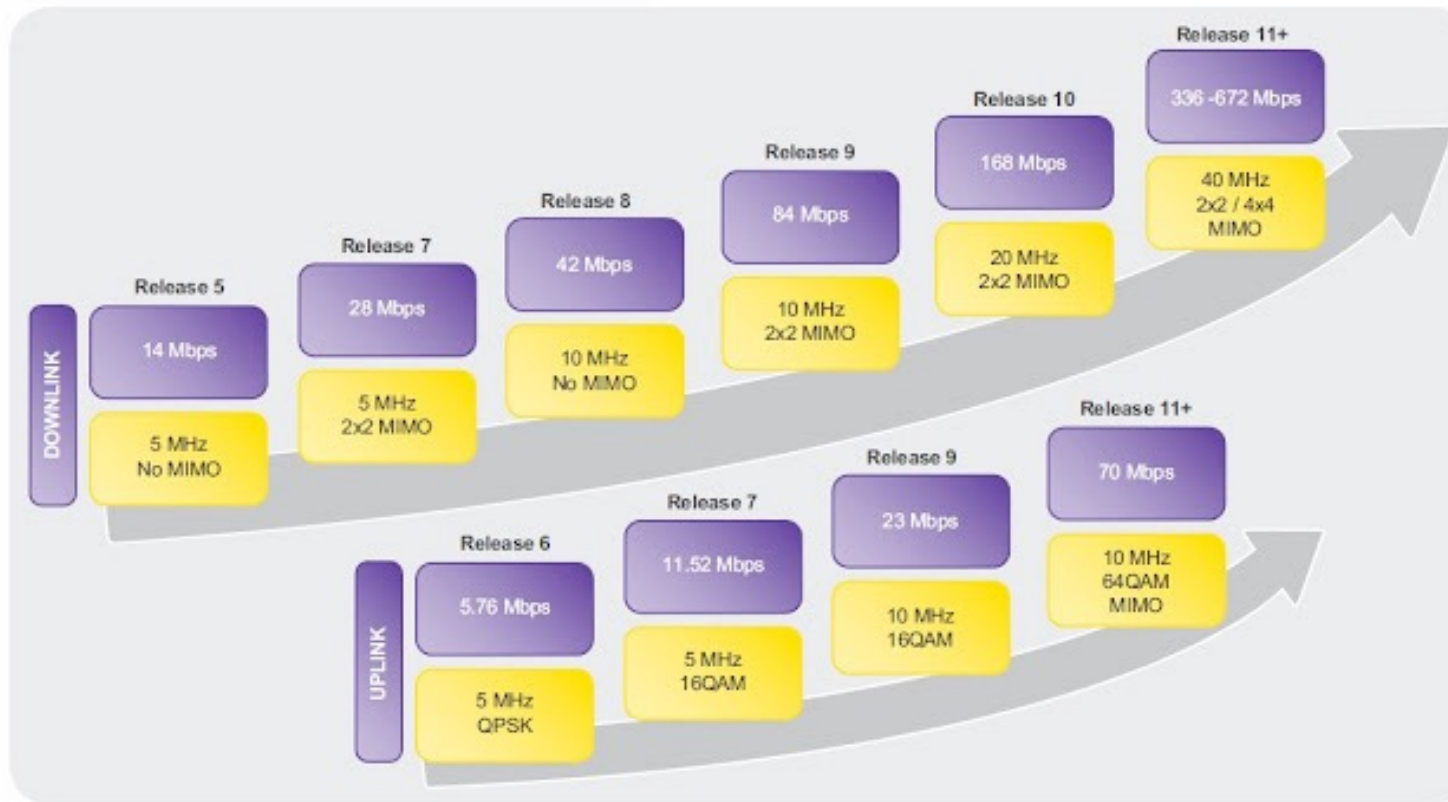 DOWNLINK
Release 5
14 Mbps
5 MHz
No MIMO
Release 7
28 Mbps
5 MHz
2x2 MIMO
Release 8
42 Mbps
10 MHz
No MIMO
Release 9
84 Mbps
10 MHz
2x2 MIMO
Release 10
168 Mbps
20 MHz
2x2 MIMO
Release 11+
336 -672 Mbps
40 MHz
2x2 / 4x4
MIMO
UPLINK
Release 6
5.76 Mbps
5 MHz
QPSK
Release 7
11.52 Mbps
5 MHz
16QAM
Release 9
23 Mbps
10 MHz
16QAM
Release 11+
70 Mbps
10 MHz
64QAM
MIMO